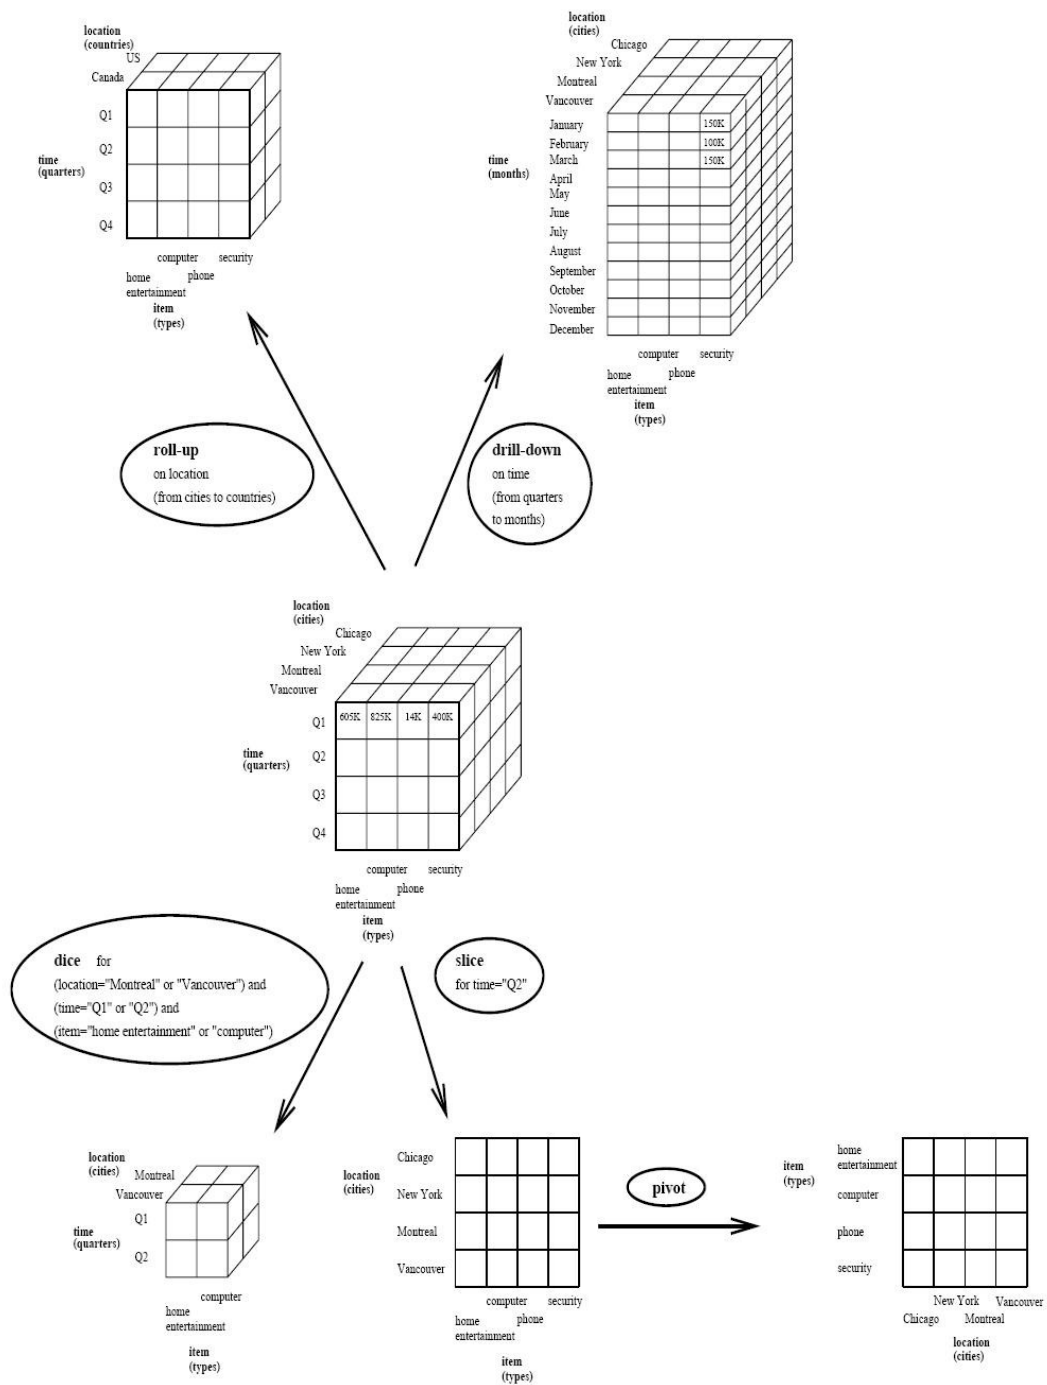 location
(countries)
US
Canada
Q1
time
(quarters)
Q2
Q3
Q4
computer
security
home
entertainment
phone
item
(types)
location
(cities)
Chicago
New York
Montreal
Vancouver
January
150K
February
100K
time
(months)
March
150K
April
May
June
July
August
September
October
November
December
computer
security
home
entertainment
phone
item
(types)
roll-up
on location
(from cities to countries)
drill-down
on time
(from quarters
to months)
location
(cities)
Chicago
New York
Montreal
Vancouver
Q1
605K 825K 14K 400K
time
(quarters)
Q2
Q3
Q4
computer
security
home
entertainment
phone
item
(types)
dice for
(location="Montreal" or "Vancouver") and
(time="Q1" or "Q2") and
(item="home entertainment" or "computer")
slice
for time="Q2"
location
(cities)
Montreal
Vancouver
Q1
time
(quarters)
Q2
computer
home
entertainment
item
(types)
Chicago
location
(cities)
New York
Montreal
Vancouver
computer
security
home
entertainment
phone
item
(types)
pivot
home
entertainment
item
(types)
computer
phone
security
New York
Vancouver
Chicago
Montreal
location
(cities)